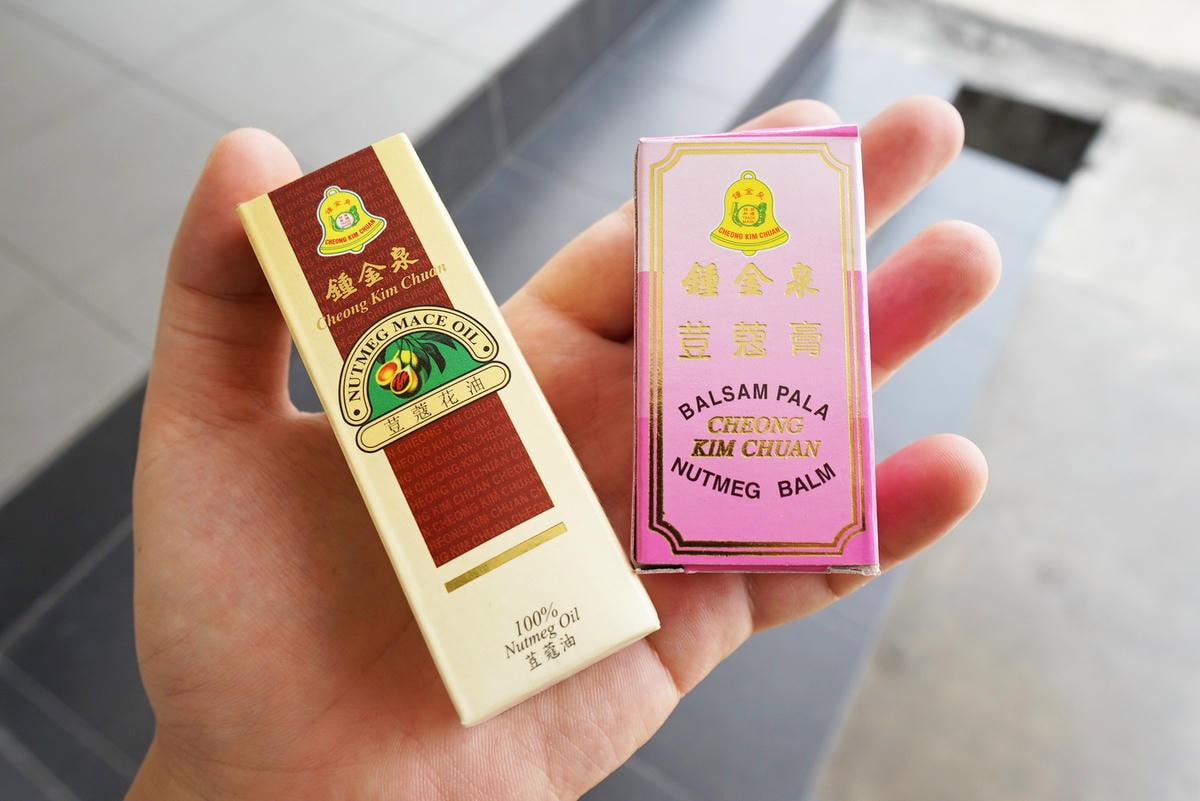 鍾金泉
CHEONG KIM CHUAN
鍾金泉
Cheong Kim Chuan
NUTMEG MACE OIL
荳蔻花油
100%
Nutmeg Oil
荳蔻油
鍾金泉
TRADE
MARK
CHEONG KIM CHUAN
鍾金泉
荳蔻膏
BALSAM PALA
CHEONG
KIM CHUAN
NUTMEG BALM